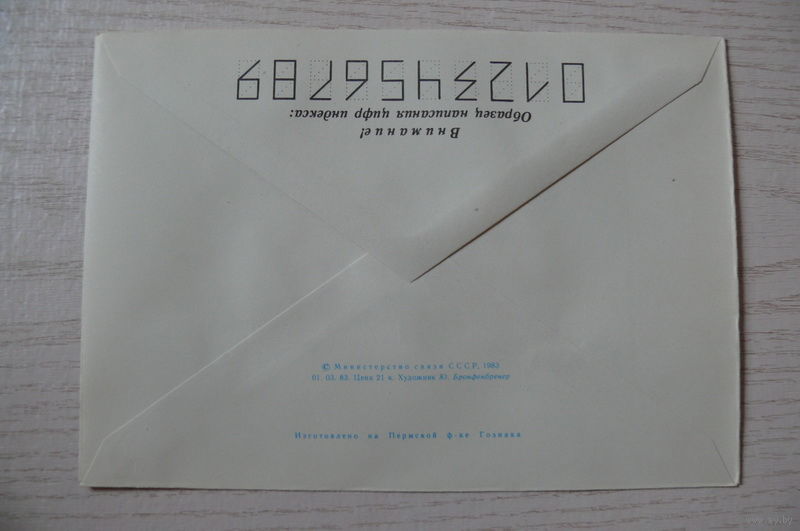 Внимание!
Образец написания цифр индекса:
0123456789
© Министерство связи СССР, 1983
01. 03. 83. Цена 21 к. Художник Ю. Бронфенбренер
Изготовлено на Пермской ф-ке Гознака